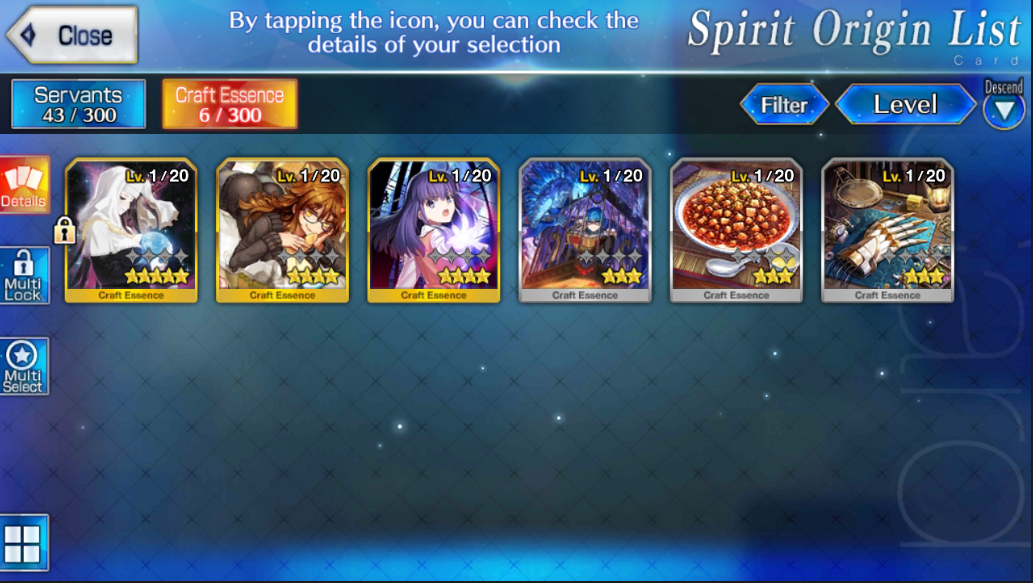 Close
By tapping the icon, you can check the
details of your selection
Spirit Origin List
Card
Servants
43 / 300
Craft Essence
6 / 300
Filter
Level
Descend
Details
Multi
Lock
Multi
Select
Lv. 1/20
Craft Essence
Lv. 1/20
Craft Essence
Lv. 1/20
Craft Essence
Lv. 1/20
Craft Essence
Lv. 1/20
Craft Essence
Lv. 1/20
Craft Essence